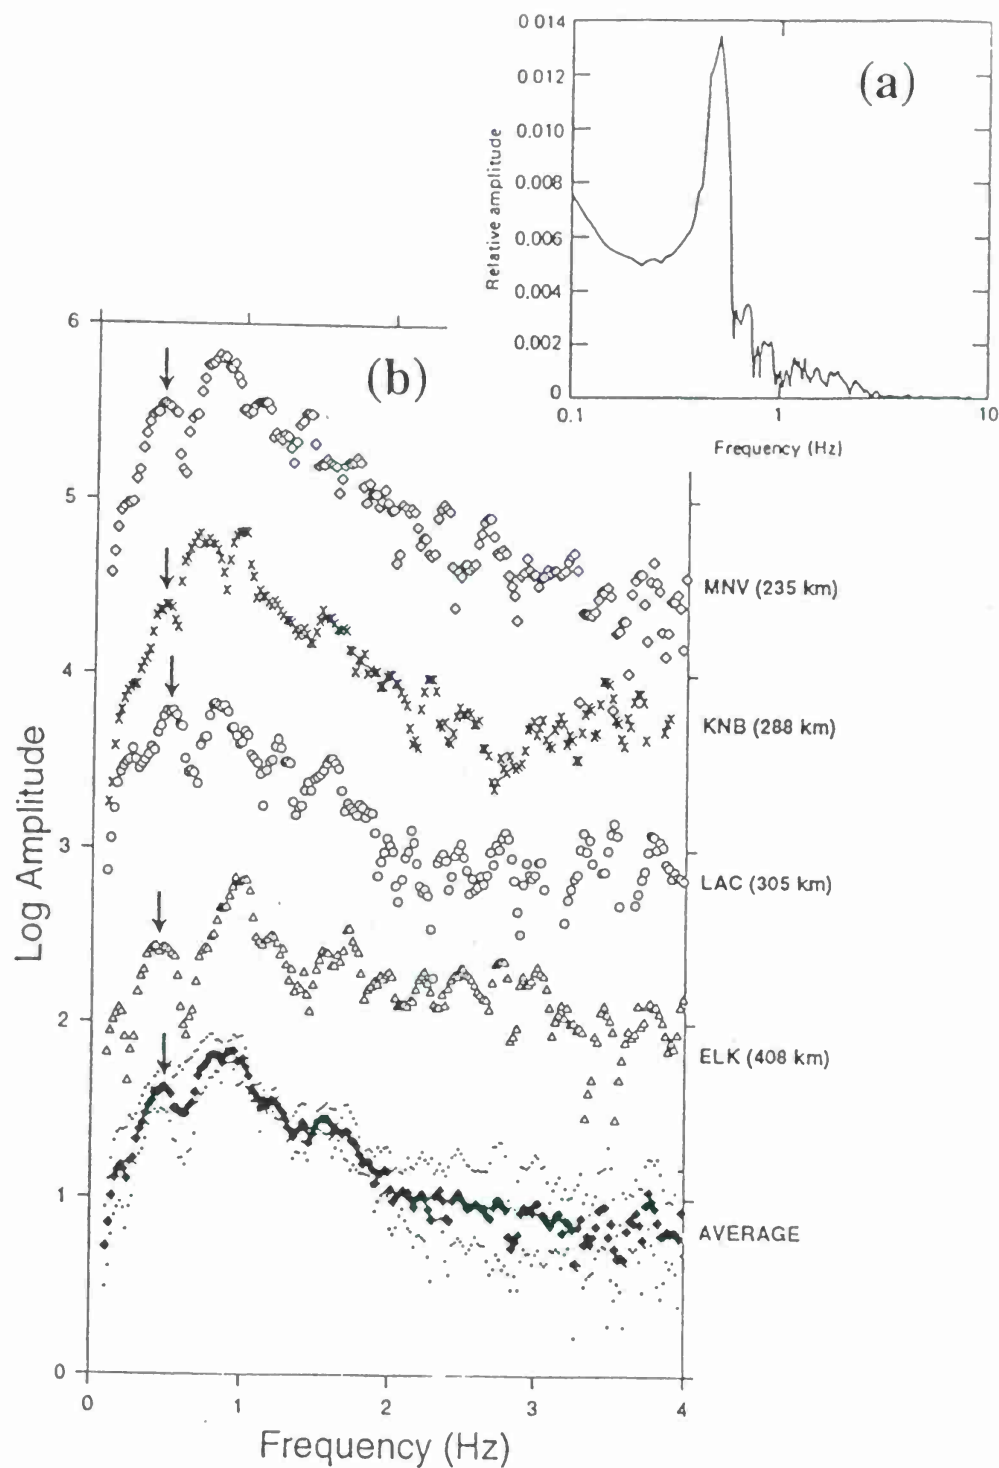 0 014
0 012
0.010
0.008
0.006
0.004
0.002
0
Relative amplitude
(a)
0.1
1
10
Frequency (Hz)
6
5
4
3
2
1
0
Log Amplitude
(b)
MNV (235 km)
KNB (288 km)
LAC (305 km)
ELK (408 km)
AVERAGE
0
1
2
3
4
Frequency (Hz)